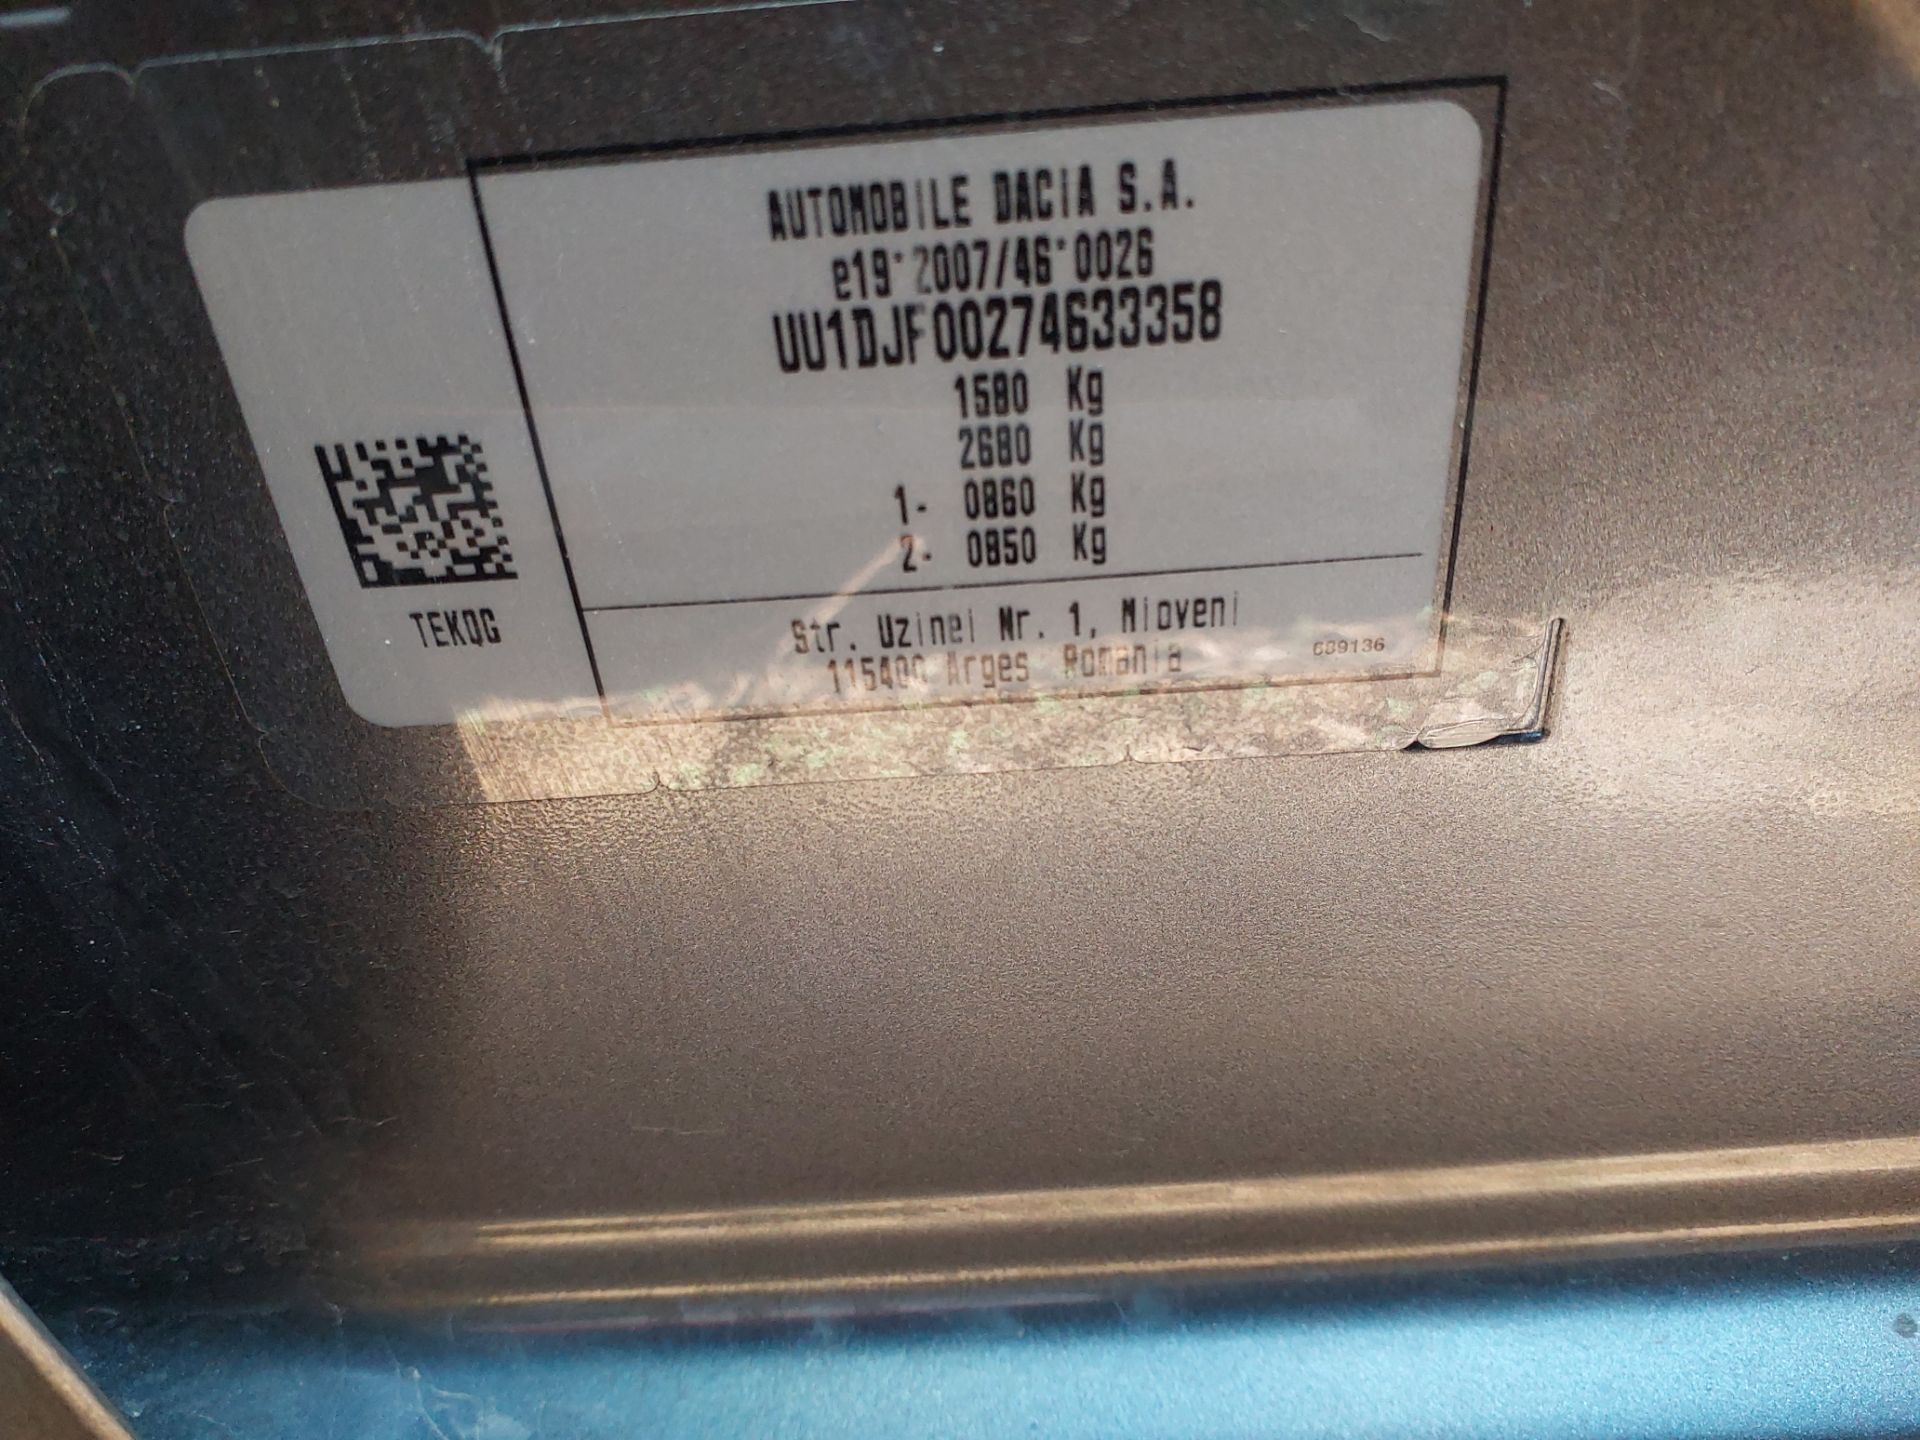 AUTOMOBILE DACIA S.A.
e19*2007/46*0026
UU1DJF00274633358
1580 Kg
2680 Kg
1- 0860 Kg
2- 0850 Kg
TEKQG
Str. Uzinei Nr. 1, Mioveni
115400 Arges Romania
689136